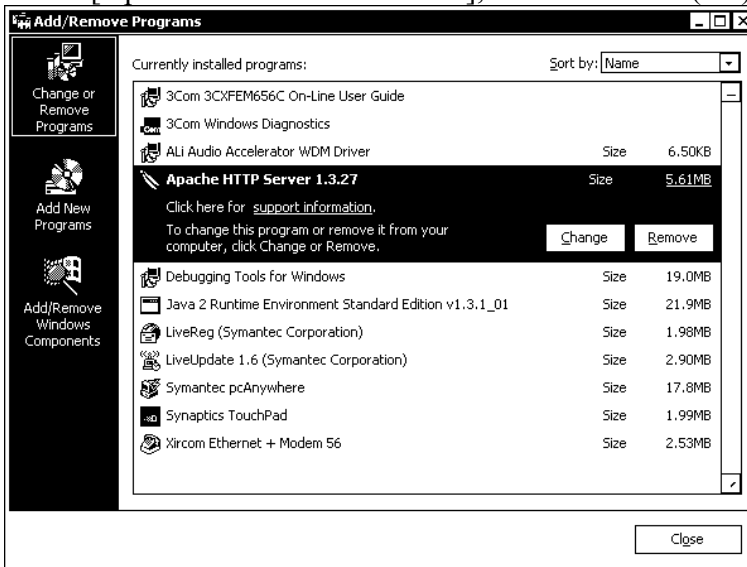 Add/Remove Programs
Change or
Remove
Programs
Add New
Programs
Add/Remove
Windows
Components
Currently installed programs:
Sort by: Name
3Com 3CXFEM656C On-Line User Guide
3Com Windows Diagnostics
ALi Audio Accelerator WDM Driver Size 6.50KB
Apache HTTP Server 1.3.27 Size 5.61MB
Click here for support information.
To change this program or remove it from your
computer, click Change or Remove.
Change Remove
Debugging Tools for Windows Size 19.0MB
Java 2 Runtime Environment Standard Edition v1.3.1_01 Size 21.9MB
LiveReg (Symantec Corporation) Size 1.98MB
LiveUpdate 1.6 (Symantec Corporation) Size 2.90MB
Symantec pcAnywhere Size 17.8MB
Synaptics TouchPad Size 1.99MB
Xircom Ethernet + Modem 56 Size 2.53MB
Close